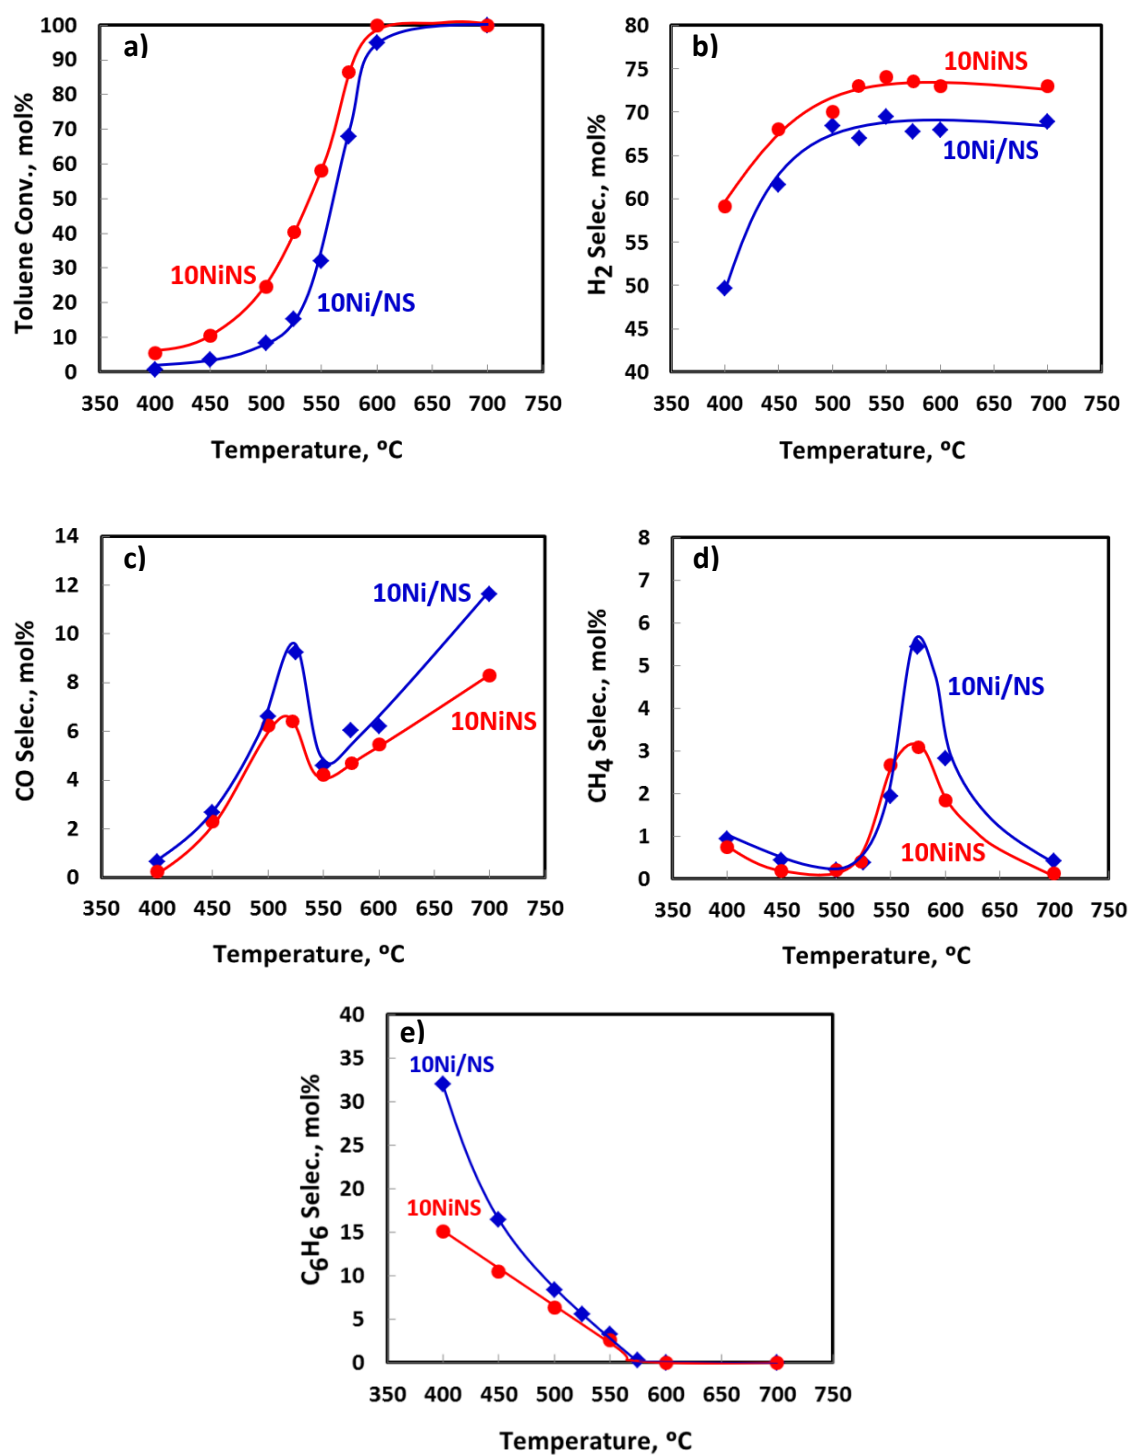 a)
Toluene Conv., mol%
100
90
80
70
60
50
40
30
20
10
0
10NiNS
10Ni/NS
350 400 450 500 550 600 650 700 750
Temperature, ºC
b)
H2 Selec., mol%
80
75
70
65
60
55
50
45
40
10NiNS
10Ni/NS
350 400 450 500 550 600 650 700 750
Temperature, ºC
c)
CO Selec., mol%
14
12
10
8
6
4
2
0
10Ni/NS
10NiNS
350 400 450 500 550 600 650 700 750
Temperature, ºC
d)
CH4 Selec., mol%
8
7
6
5
4
3
2
1
0
10Ni/NS
10NiNS
350 400 450 500 550 600 650 700 750
Temperature, ºC
e)
C6H6 Selec., mol%
40
35
30
25
20
15
10
5
0
10Ni/NS
10NiNS
350 400 450 500 550 600 650 700 750
Temperature, ºC